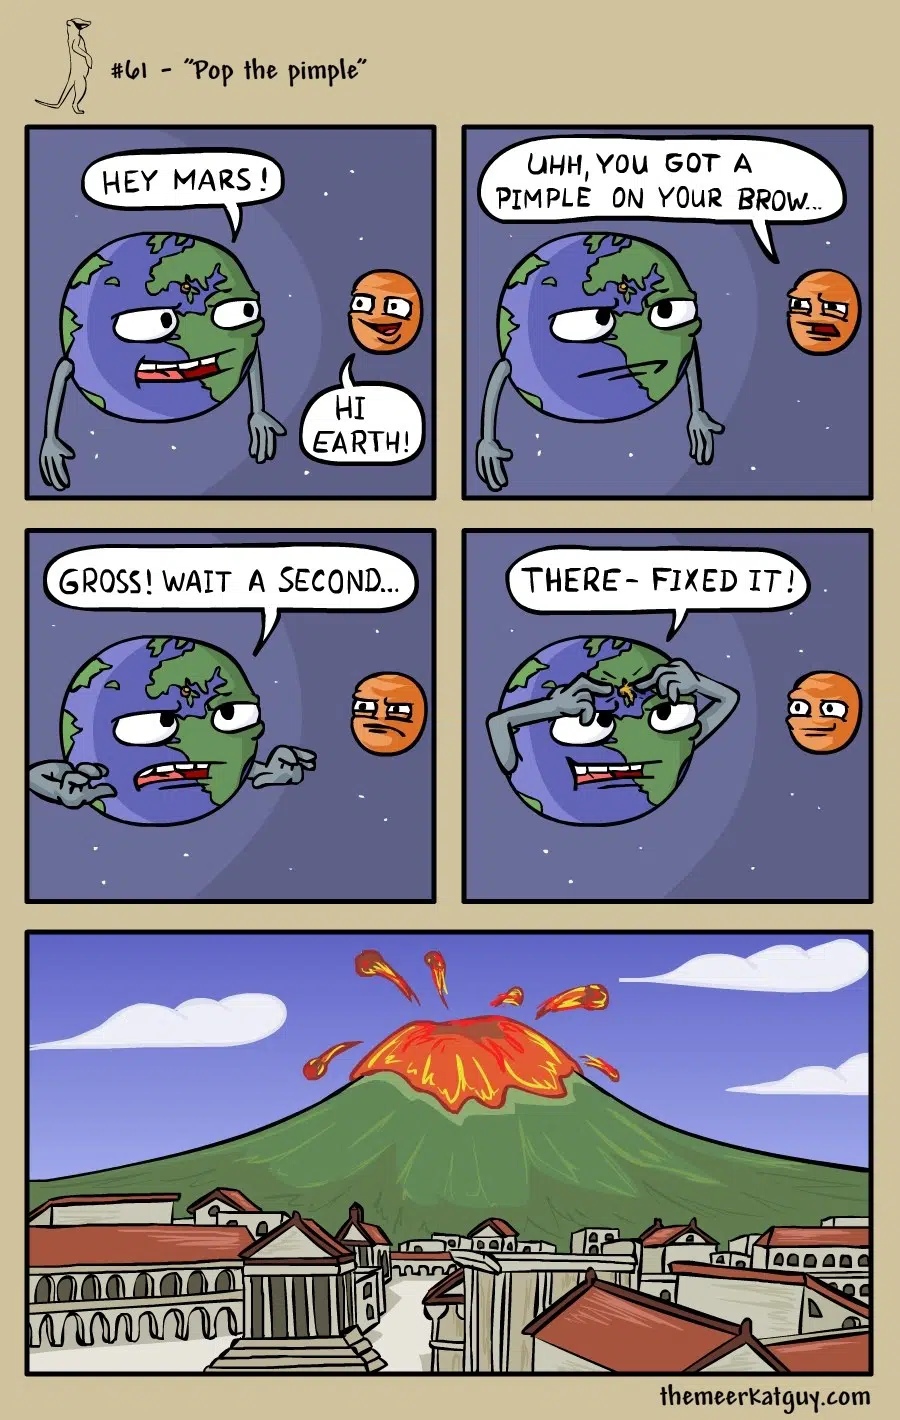 #61 - "Pop the pimple"
HEY MARS!
HI
EARTH!
UHH, YOU GOT A
PIMPLE ON YOUR BROW...
GROSS! WAIT A SECOND...
THERE- FIXED IT!
themeerkatguy.com